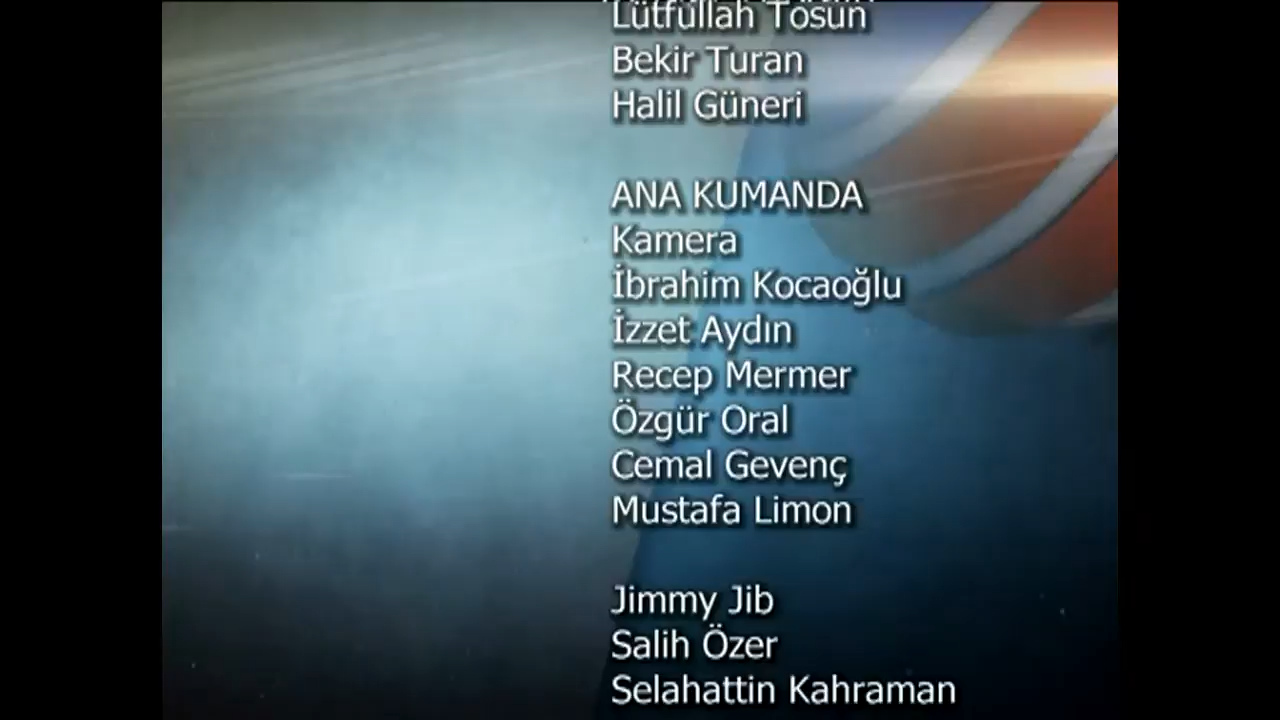 Lütfullah Tosun
Bekir Turan
Halil Güneri
ANA KUMANDA
Kamera
İbrahim Kocaoğlu
İzzet Aydın
Recep Mermer
Özgür Oral
Cemal Gevenç
Mustafa Limon
Jimmy Jib
Salih Özer
Selahattin Kahraman